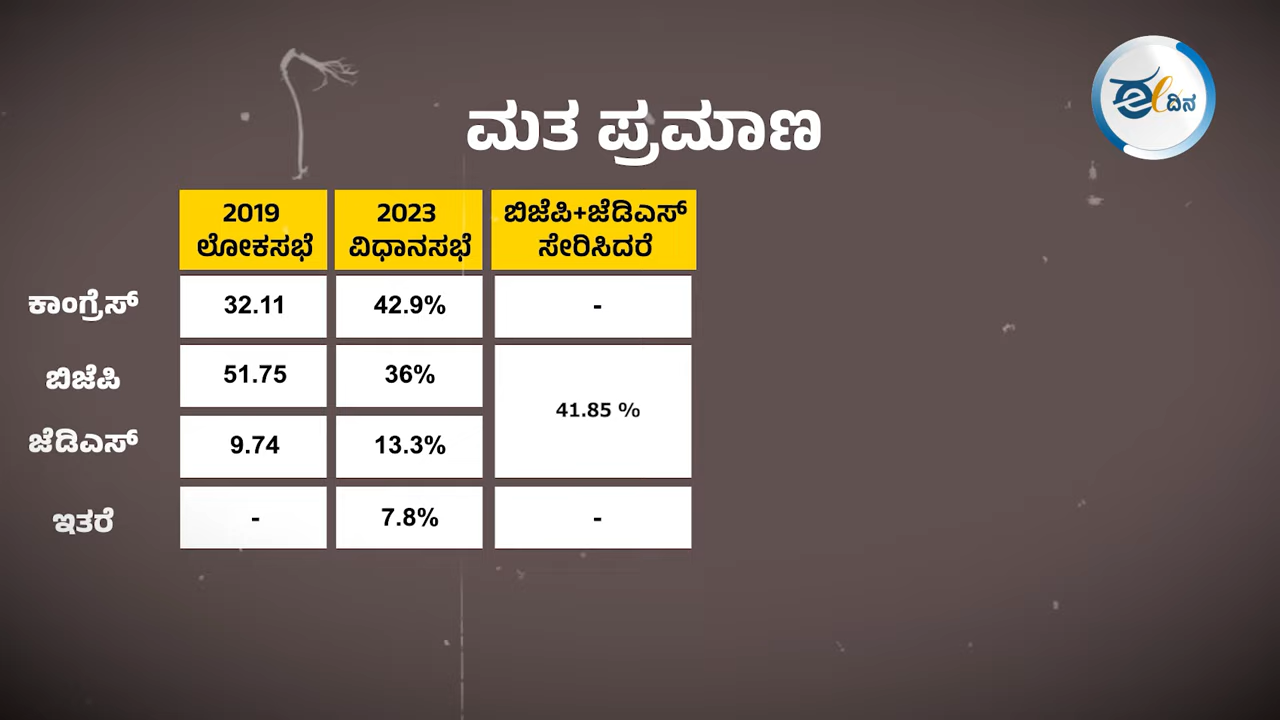 ಈ ದಿನ
ಮತ ಪ್ರಮಾಣ
2019 2023 ಬಿಜೆಪಿ+ಜೆಡಿಎಸ್
ಲೋಕಸಭೆ ವಿಧಾನಸಭೆ ಸೇರಿಸಿದರೆ
ಕಾಂಗ್ರೆಸ್ 32.11 42.9% -
ಬಿಜೆಪಿ 51.75 36%
41.85 %
ಜೆಡಿಎಸ್ 9.74 13.3%
ಇತರೆ - 7.8% -